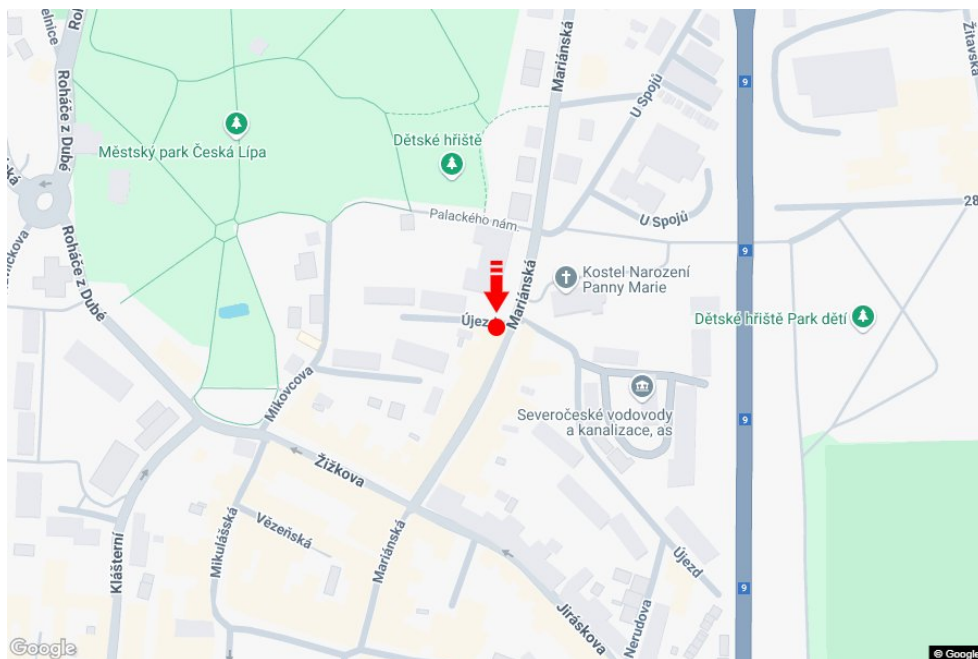 elnice
Ro
Roháče z Dubé
Městský park Česká Lípa
Dětské hřiště
Mariánská
U Spojů
9
Žitavská
Palackého nám.
U Spojů
28
9
Roháče z Dubé
Kostel Narození
Panny Marie
Mariánská
Újezd
Dětské hřiště Park dětí
Mikovcova
Severočeské vodovody
a kanalizace, as
9
Žižkova
Vězeňská
Mikulášská
Klášterní
Mariánská
Jiráskova
Újezd
Nerudova
9
Google
© Google